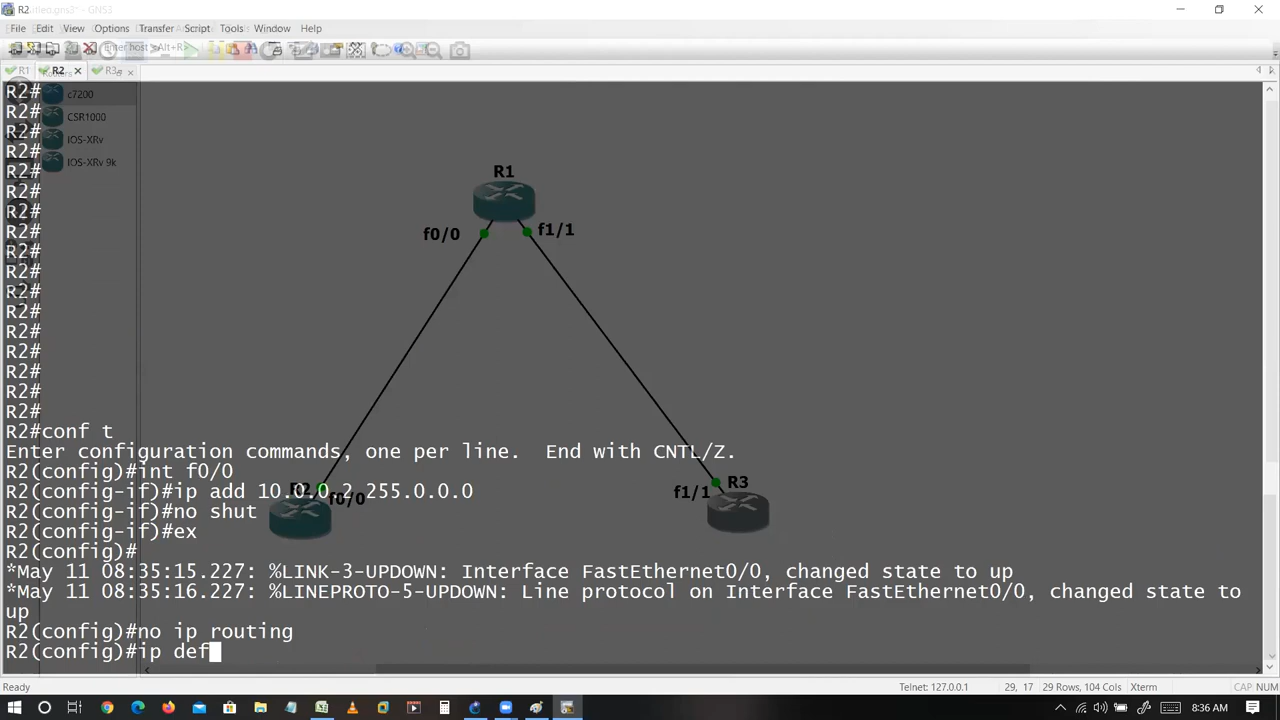 R2
- GNS3
File Edit View Options Transfer Script Tools Window Help
Enter host <Alt+R>
R1 R2 R3
R2# c7200
R2# CSR1000
R2# IOS-XRv
R2# IOS-XRv 9k
R2#
R2#
R2#
R2#
R2#
R2#
R2#
R2#
R2#
R2#
R2#
R2#
R2#
R1
f0/0 f1/1
R2#conf t
Enter configuration commands, one per line.  End with CNTL/Z.
R2(config)#int f0/0
R2(config-if)#ip add 10.0.0.2 255.0.0.0
R2(config-if)#no shut
R2(config-if)#ex
R2(config)#
R2 f0/0
f1/1 R3
*May 11 08:35:15.227: %LINK-3-UPDOWN: Interface FastEthernet0/0, changed state to up
*May 11 08:35:16.227: %LINEPROTO-5-UPDOWN: Line protocol on Interface FastEthernet0/0, changed state to
up
R2(config)#no ip routing
R2(config)#ip def
Ready Telnet: 127.0.0.1 29, 17 29 Rows, 104 Cols Xterm CAP NUM
8:36 AM